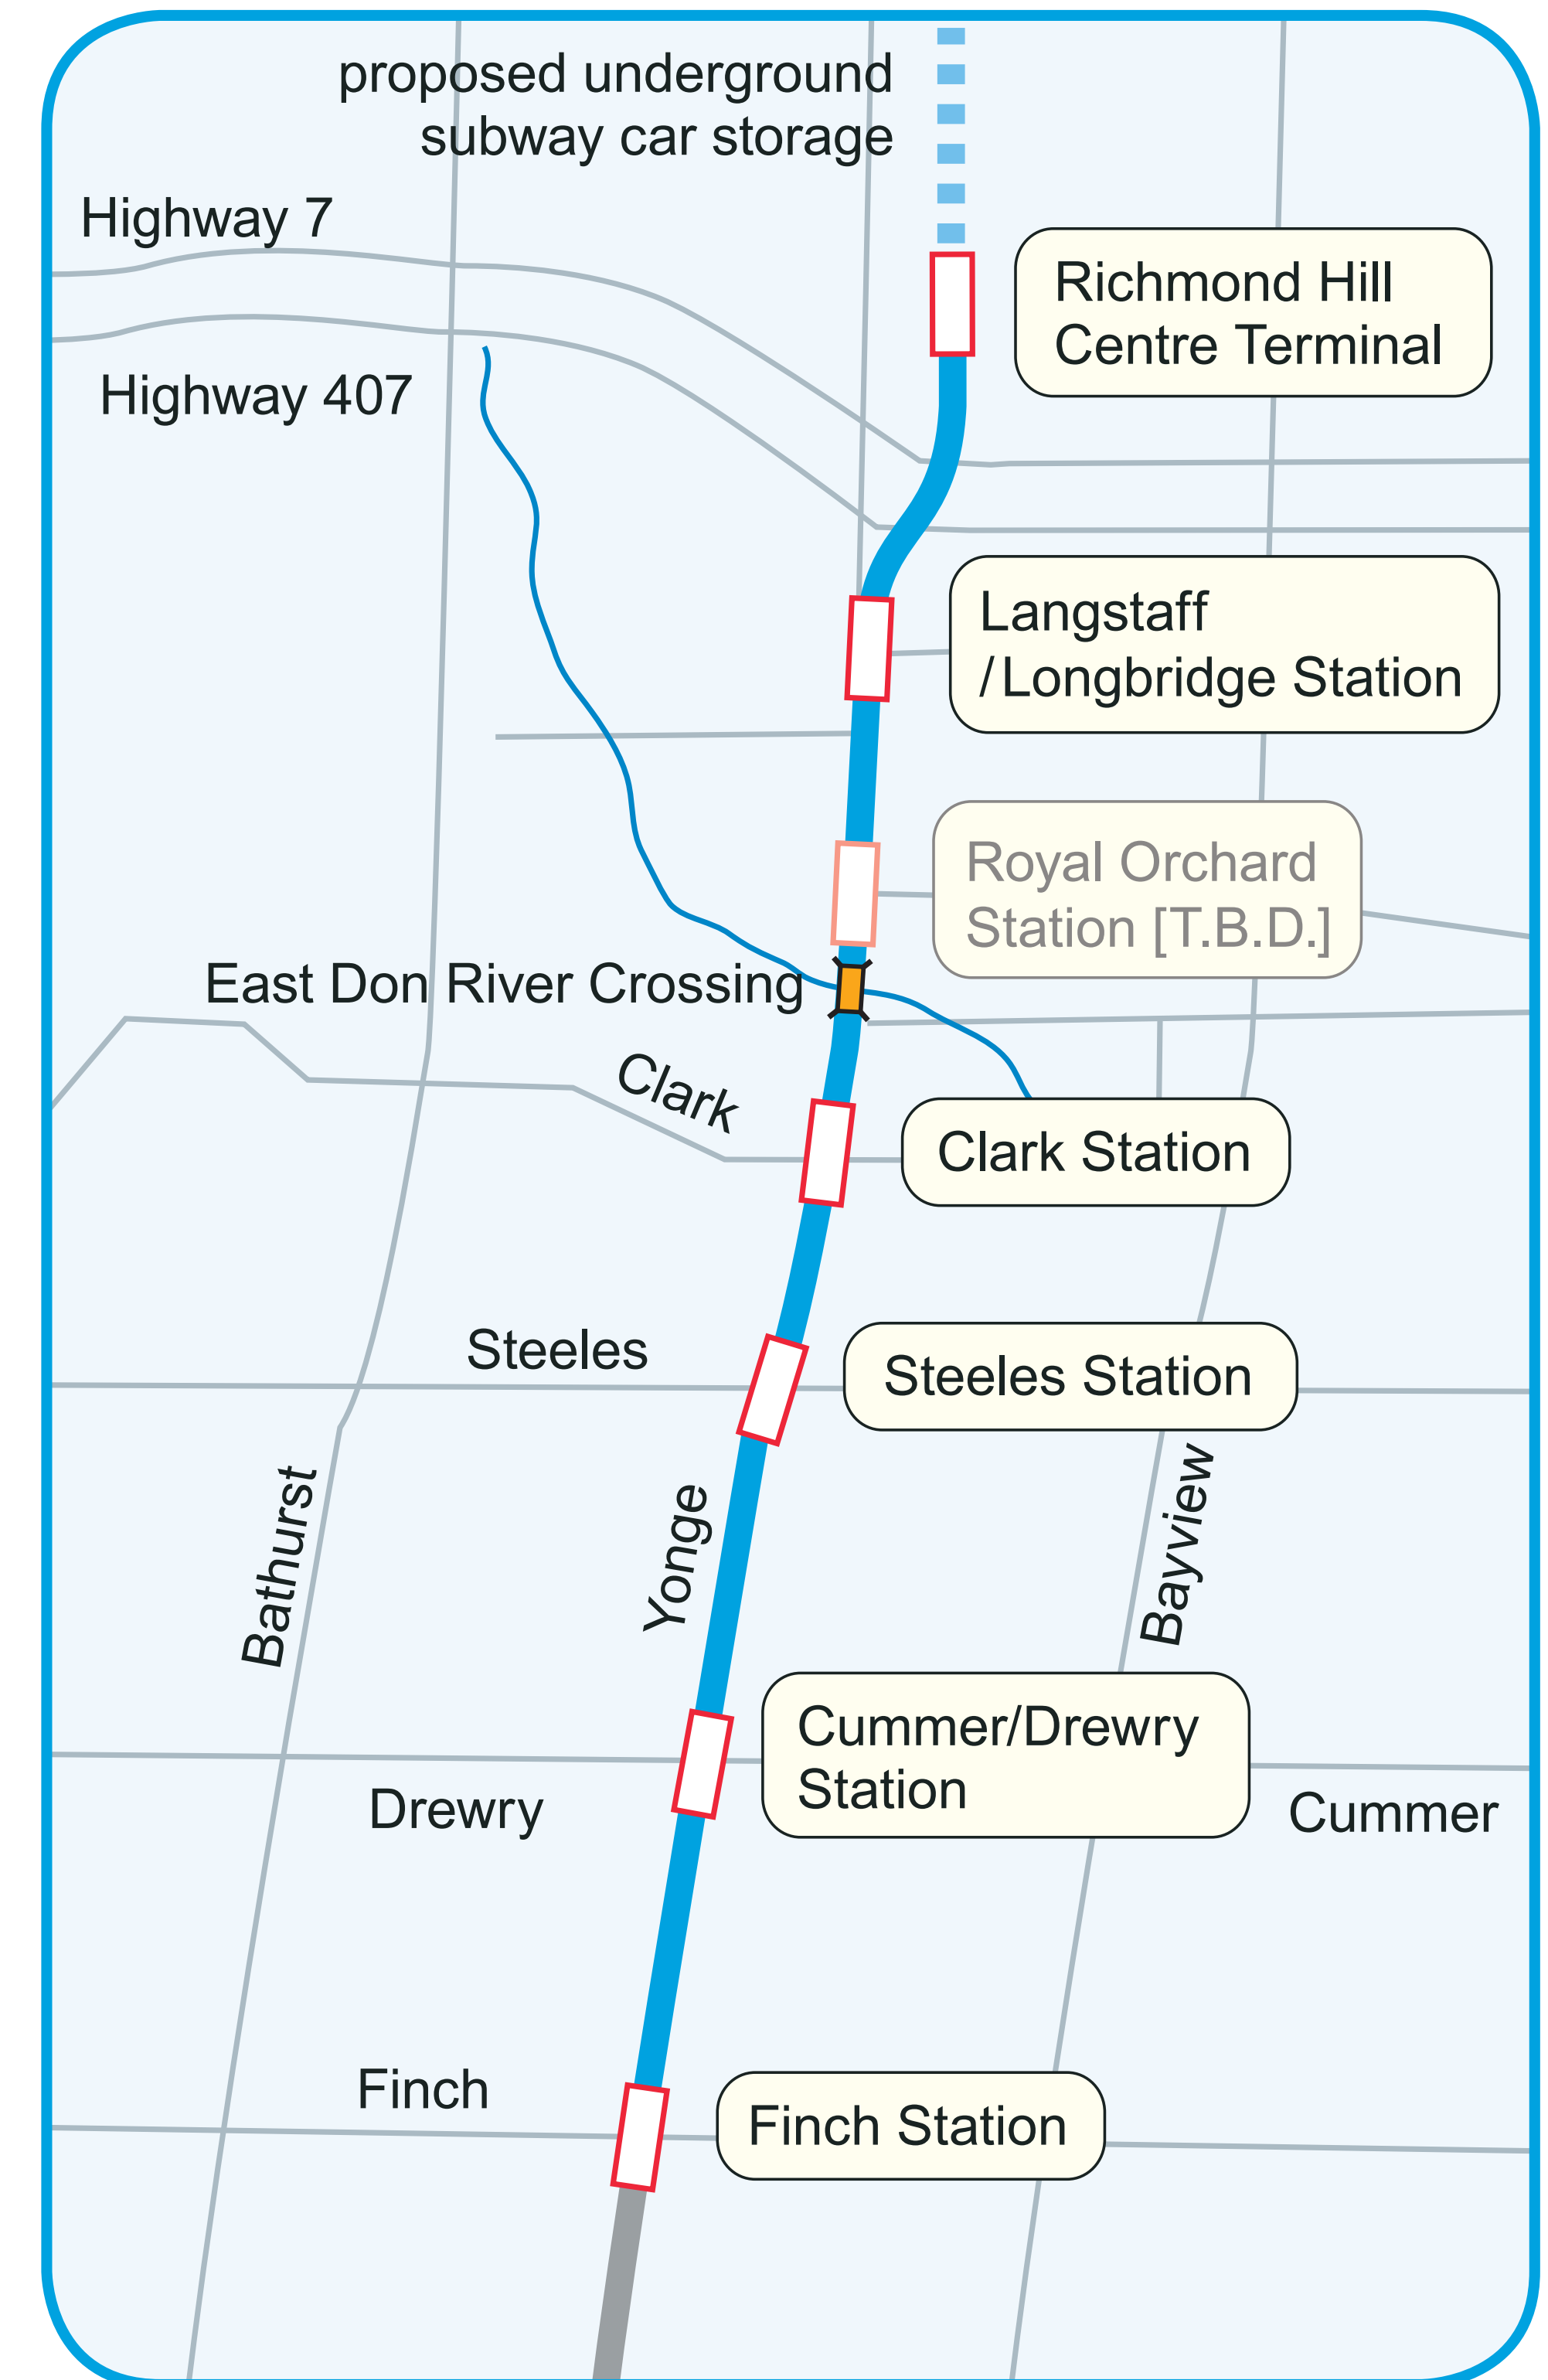 proposed underground
subway car storage
Highway 7
Richmond Hill
Centre Terminal
Highway 407
Langstaff
/Longbridge Station
Royal Orchard
Station [T.B.D.]
East Don River Crossing
Clark
Clark Station
Steeles
Steeles Station
Bathurst
Yonge
Bayview
Cummer/Drewry
Station
Drewry
Cummer
Finch
Finch Station